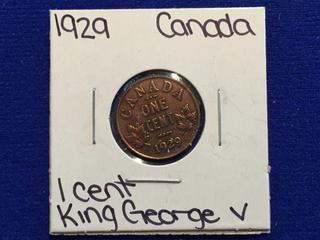 1929 Canada
CANADA
ONE
CENT
1929
1 cent
King George V